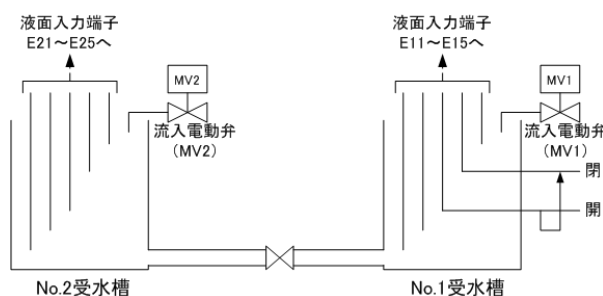 液面入力端子
E21～E25へ
液面入力端子
E11～E15へ
MV2
MV1
流入電動弁
（MV2）
流入電動弁
（MV1）
閉
開
No.2受水槽
No.1受水槽